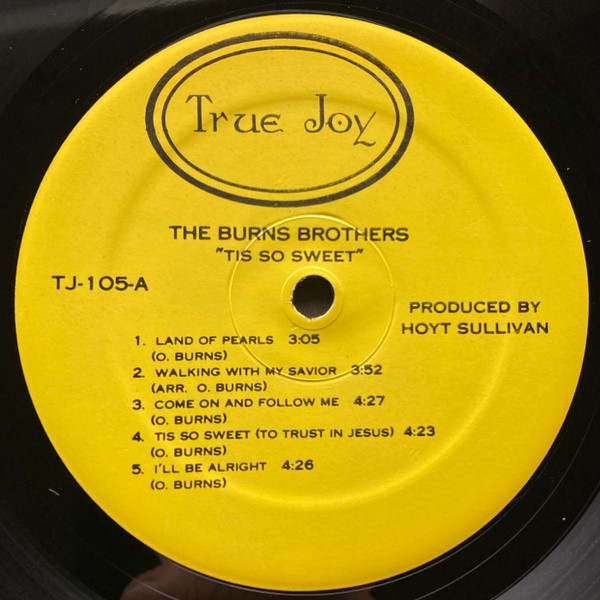 True Joy
THE BURNS BROTHERS
"TIS SO SWEET"
TJ-105-A
PRODUCED BY
HOYT SULLIVAN
1. LAND OF PEARLS 3:05
(O. BURNS)
2. WALKING WITH MY SAVIOR 3:52
(ARR. O. BURNS)
3. COME ON AND FOLLOW ME 4:27
(O. BURNS)
4. TIS SO SWEET (TO TRUST IN JESUS) 4:23
(O. BURNS)
5. I'LL BE ALRIGHT 4:26
(O. BURNS)